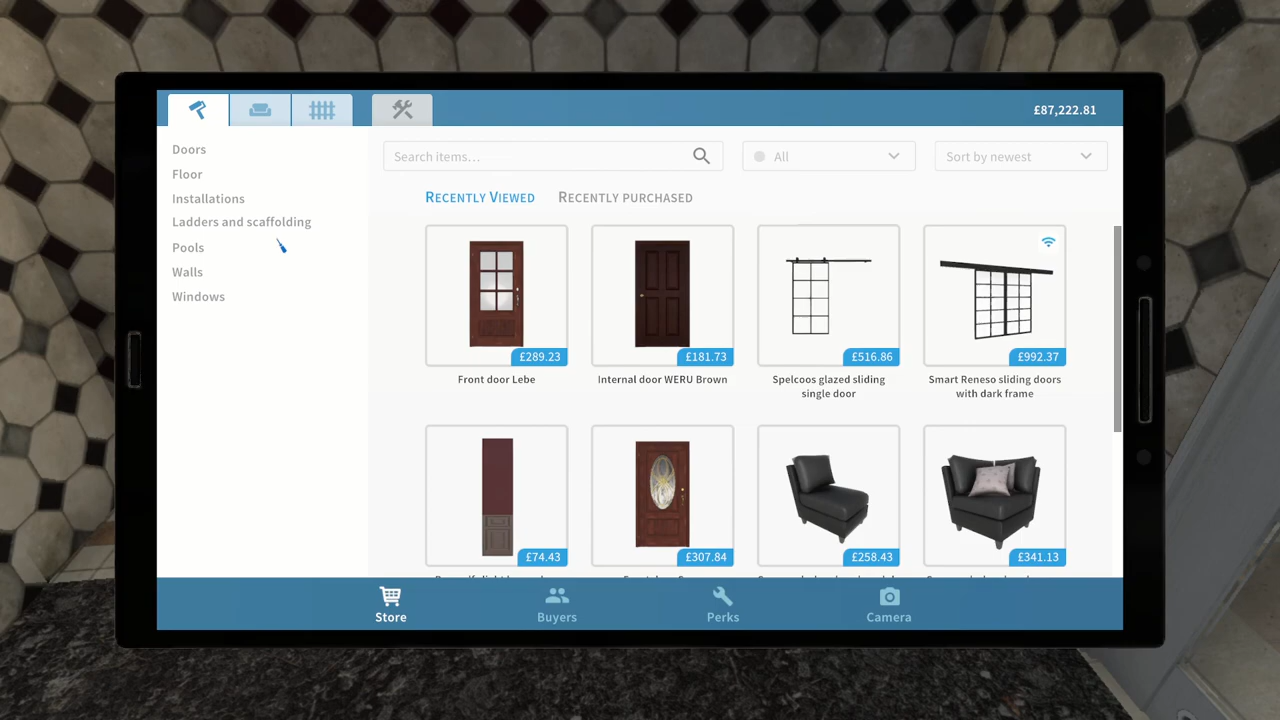 £87,222.81
Doors
Floor
Installations
Ladders and scaffolding
Pools
Walls
Windows
Search items...
All
Sort by newest
RECENTLY VIEWED
RECENTLY PURCHASED
£289.23
£181.73
£516.86
£992.37
Front door Lebe
Internal door WERU Brown
Spelcoos glazed sliding
single door
Smart Reneso sliding doors
with dark frame
£74.43
£307.84
£258.43
£341.13
Store
Buyers
Perks
Camera